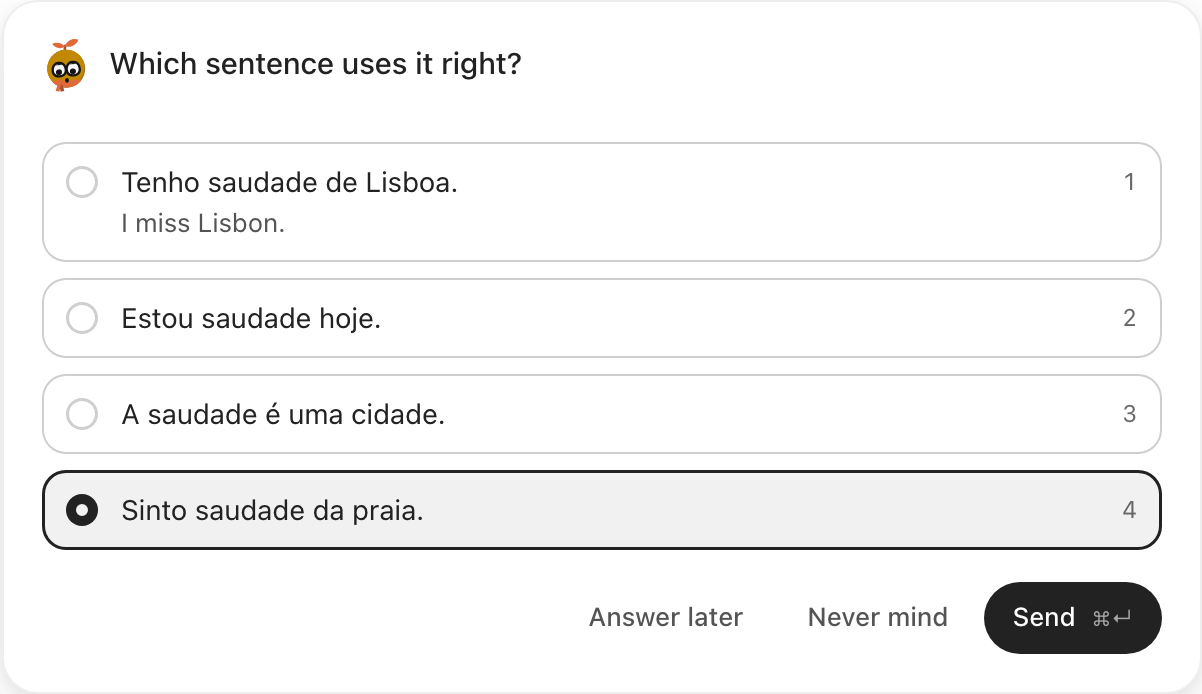 Which sentence uses it right?
Tenho saudade de Lisboa.
1
I miss Lisbon.
Estou saudade hoje.
2
A saudade é uma cidade.
3
Sinto saudade da praia.
4
Answer later
Never mind
Send ⌘↵